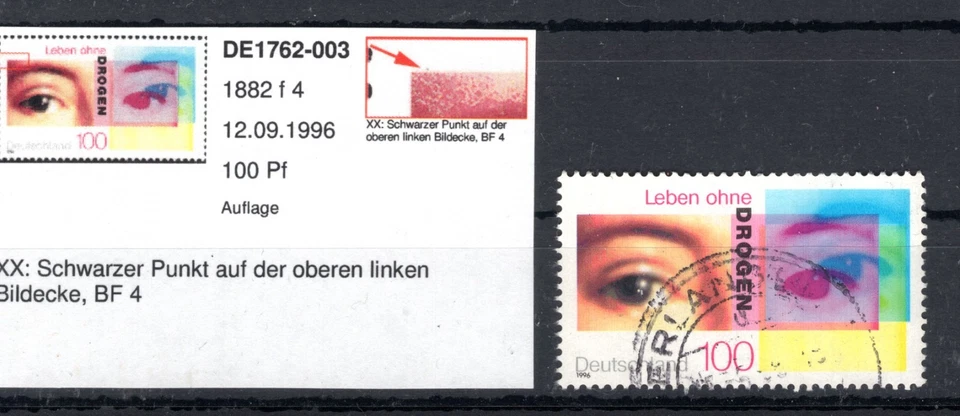 Leben ohne
DROGEN
Deutschland 100
DE1762-003
1882 f 4
12.09.1996
100 Pf
Auflage
XX: Schwarzer Punkt auf der
oberen linken Bildecke, BF 4
XX: Schwarzer Punkt auf der oberen linken
Bildecke, BF 4
Leben ohne
DROGEN
Deutschland 100
1996
ERLANGEN